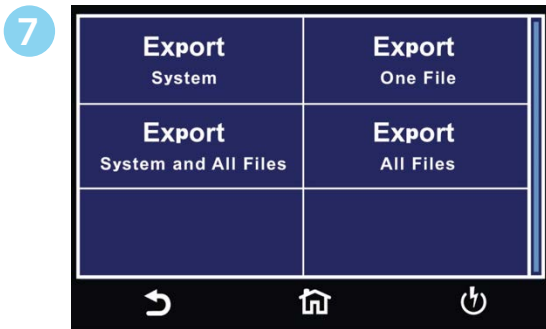 7
Export
System
Export
One File
Export
System and All Files
Export
All Files